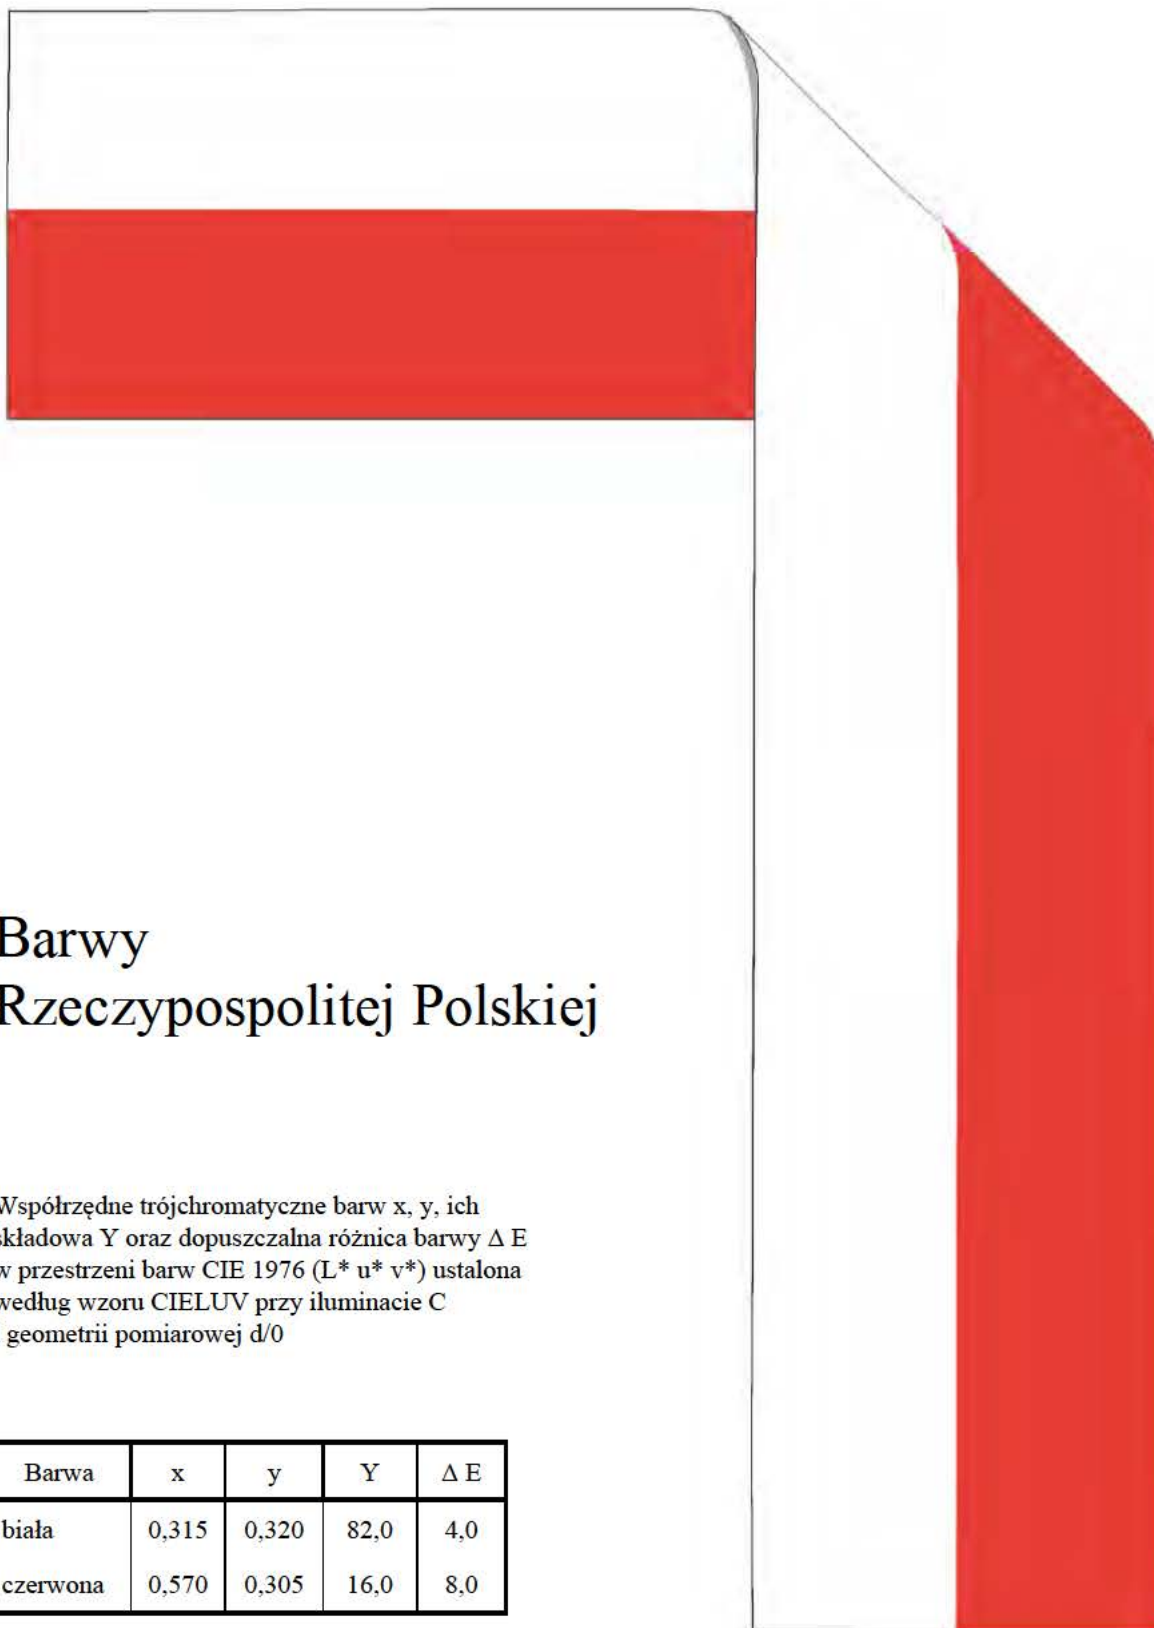 Barwy
Rzeczypospolitej Polskiej
Współrzędne trójchromatyczne barw x, y, ich
składowa Y oraz dopuszczalna różnica barwy Δ E
w przestrzeni barw CIE 1976 (L* u* v*) ustalona
według wzoru CIELUV przy iluminacie C
geometrii pomiarowej d/0
Barwa x y Y Δ E
biała 0,315 0,320 82,0 4,0
czerwona 0,570 0,305 16,0 8,0